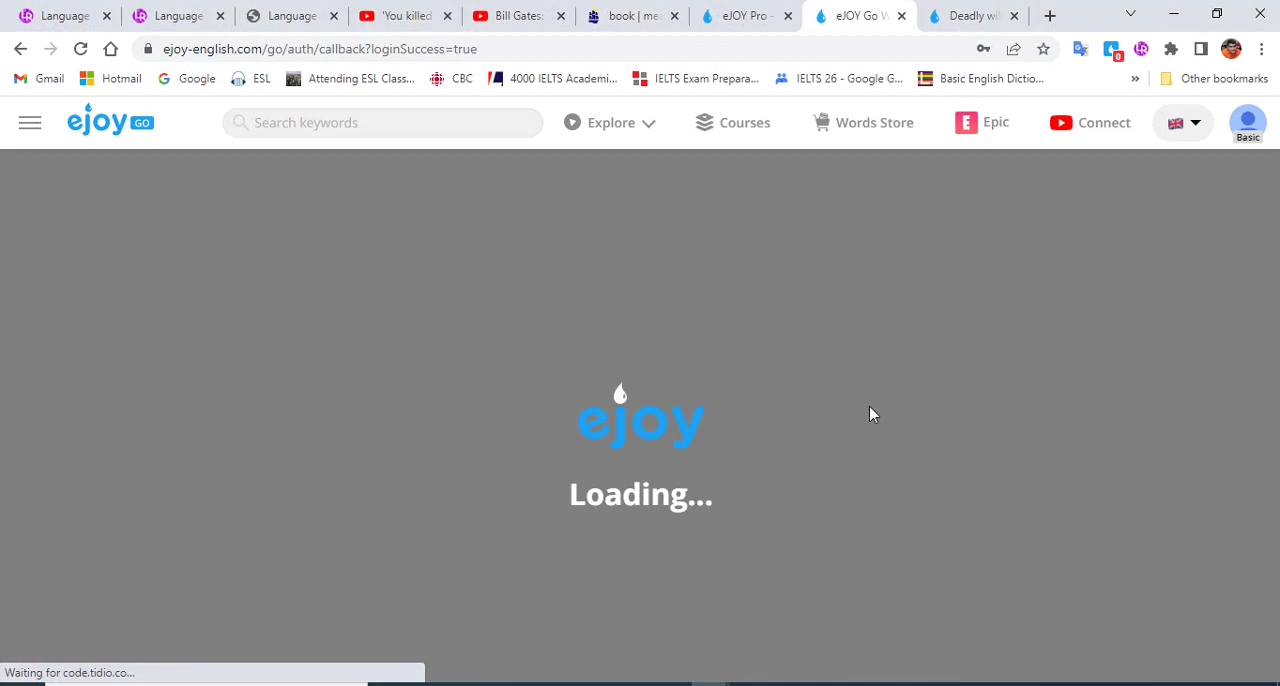 Language
Language
Language
'You killed
Bill Gates:
book | mea
eJOY Pro -
eJOY Go W
Deadly wil
ejoy-english.com/go/auth/callback?loginSuccess=true
0
Gmail
Hotmail
Google
ESL
Attending ESL Class...
CBC
4000 IELTS Academi...
IELTS Exam Prepara...
IELTS 26 - Google G...
Basic English Dictio...
»
Other bookmarks
ejoy GO
Search keywords
Explore
Courses
Words Store
E Epic
Connect
Basic
ejoy
Loading...
Waiting for code.tidio.co...